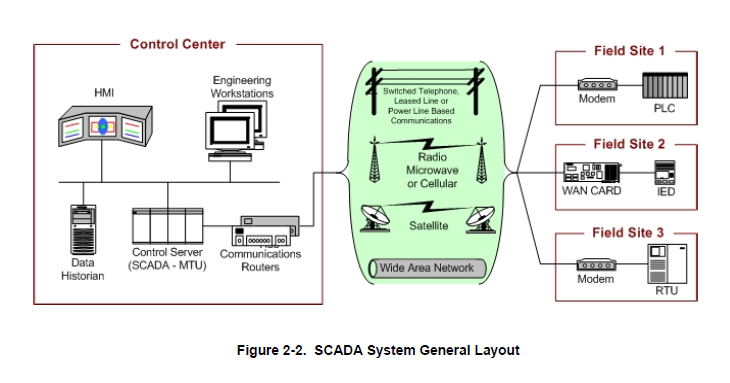 Control Center
HMI
Engineering
Workstations
Data
Historian
Control Server
(SCADA - MTU)
Communications
Routers
Switched Telephone,
Leased Line or
Power Line Based
Communications
Radio
Microwave
or Cellular
Satellite
Wide Area Network
Field Site 1
Modem
PLC
Field Site 2
WAN CARD
IED
Field Site 3
Modem
RTU
Figure 2-2. SCADA System General Layout